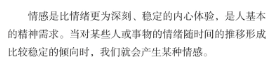 情感是比情绪更为深刻、稳定的内心体验，是人基本
的精神需求。当对某些人或事物的情绪随时间的推移形成
比较稳定的倾向时，我们就会产生某种情感。